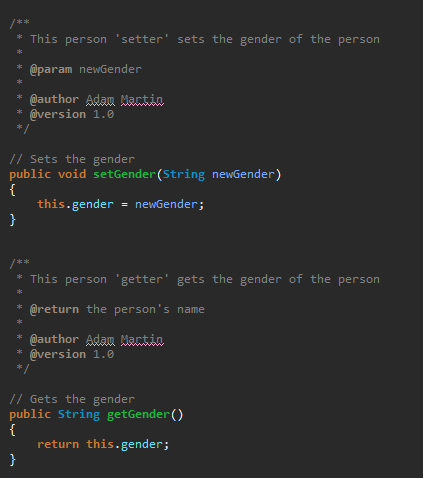 /**
 * This person 'setter' sets the gender of the person
 *
 * @param newGender
 *
 * @author Adam Martin
 * @version 1.0
 */
// Sets the gender
public void setGender(String newGender)
{
    this.gender = newGender;
}
/**
 * This person 'getter' gets the gender of the person
 *
 * @return the person's name
 *
 * @author Adam Martin
 * @version 1.0
 */
// Gets the gender
public String getGender()
{
    return this.gender;
}